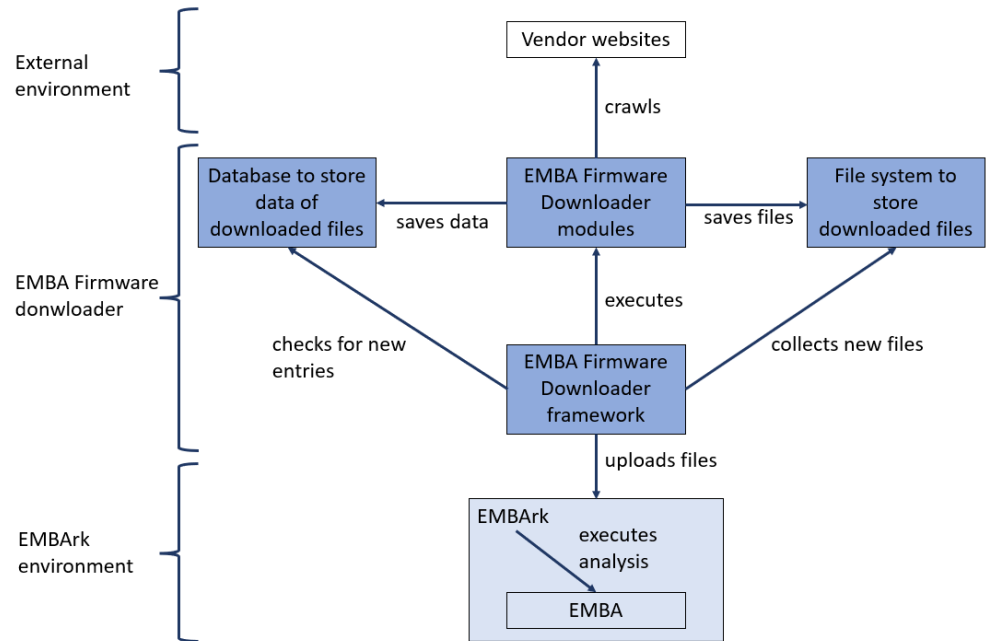 Vendor websites
External
environment
crawls
Database to store
data of
downloaded files
EMBA Firmware
Downloader
modules
File system to
store
downloaded files
saves data
saves files
EMBA Firmware
donwloader
executes
checks for new
entries
collects new files
EMBA Firmware
Downloader
framework
uploads files
EMBArk
environment
EMBArk
executes
analysis
EMBA